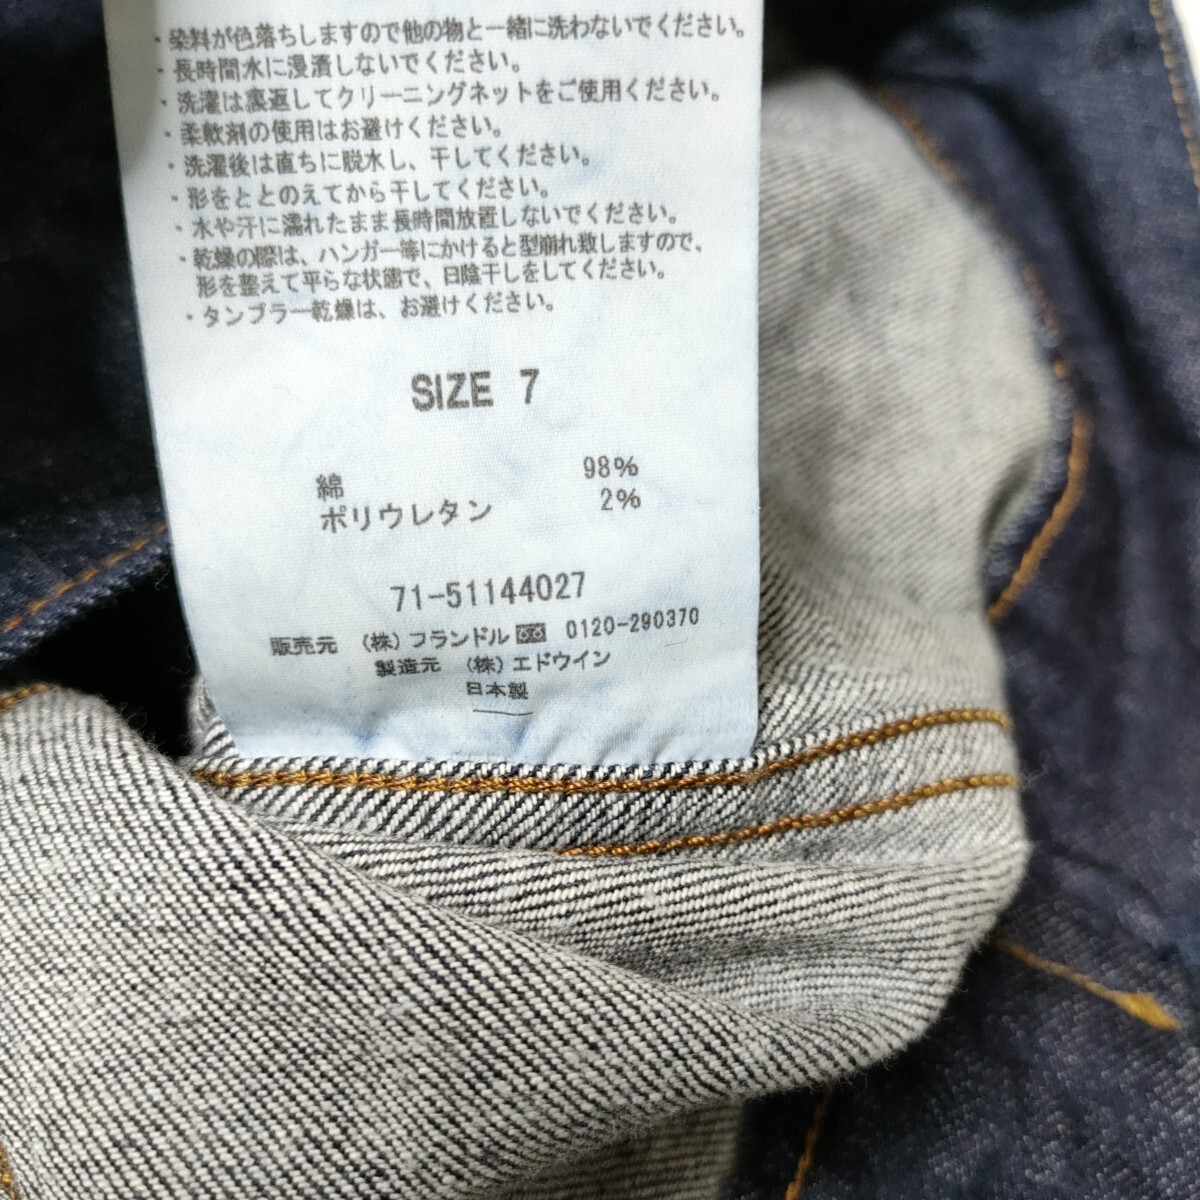 ・染料が色落ちしますので他の物と一緒に洗わないでください。
・長時間水に浸漬しないでください。
・洗濯は裏返してクリーニングネットをご使用ください。
・柔軟剤の使用はお避けください。
・洗濯後は直ちに脱水し、干してください。
・形をととのえてから干してください。
・水や汗に濡れたまま長時間放置しないでください。
・乾燥の際は、ハンガー等にかけると型崩れ致しますので、
形を整えて平らな状態で、日陰干しをしてください。
・タンブラー乾燥は、お避けください。
SIZE 7
綿 98%
ポリウレタン 2%
71-51144027
販売元 (株)フランドル 0120-290370
製造元 (株)エドウイン
日本製